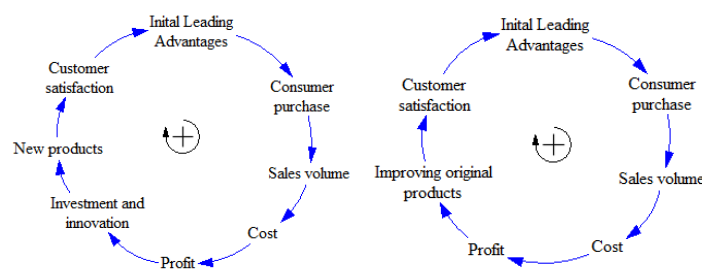 Inital Leading
Advantages
Consumer
purchase
Sales volume
Cost
Profit
Investment and
innovation
New products
Customer
satisfaction
Inital Leading
Advantages
Consumer
purchase
Sales volume
Cost
Profit
Improving original
products
Customer
satisfaction